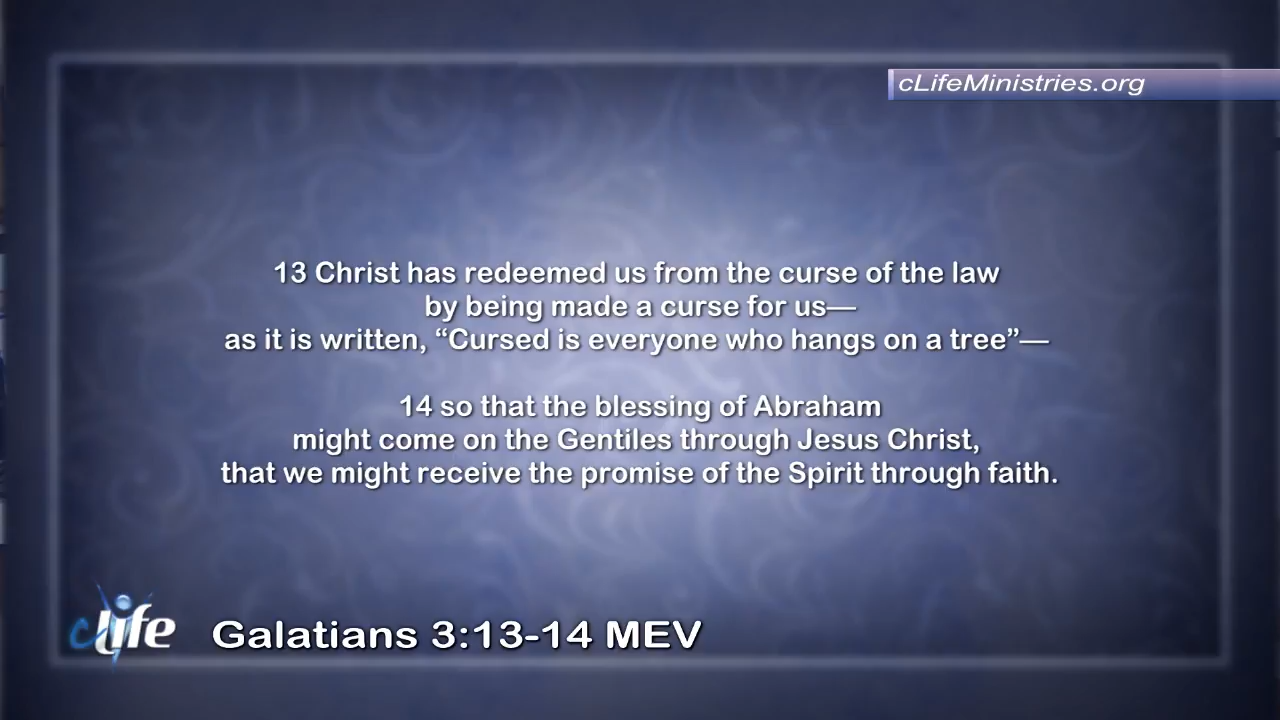 cLifeMinistries.org
13 Christ has redeemed us from the curse of the law
by being made a curse for us—
as it is written, “Cursed is everyone who hangs on a tree”—
14 so that the blessing of Abraham
might come on the Gentiles through Jesus Christ,
that we might receive the promise of the Spirit through faith.
cLife
Galatians 3:13-14 MEV